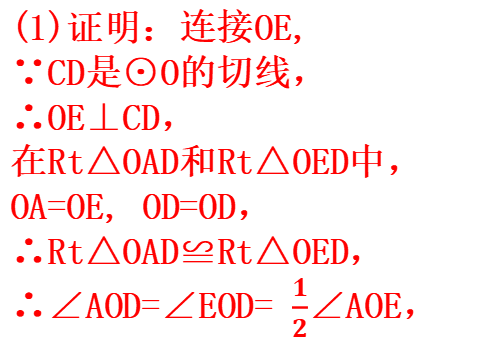 (1)证明：连接OE,
∵CD是⊙O的切线，
∴OE⊥CD，
在Rt△OAD和Rt△OED中，
OA=OE, OD=OD，
∴Rt△OAD≌Rt△OED，
∴∠AOD=∠EOD= 1/2∠AOE，